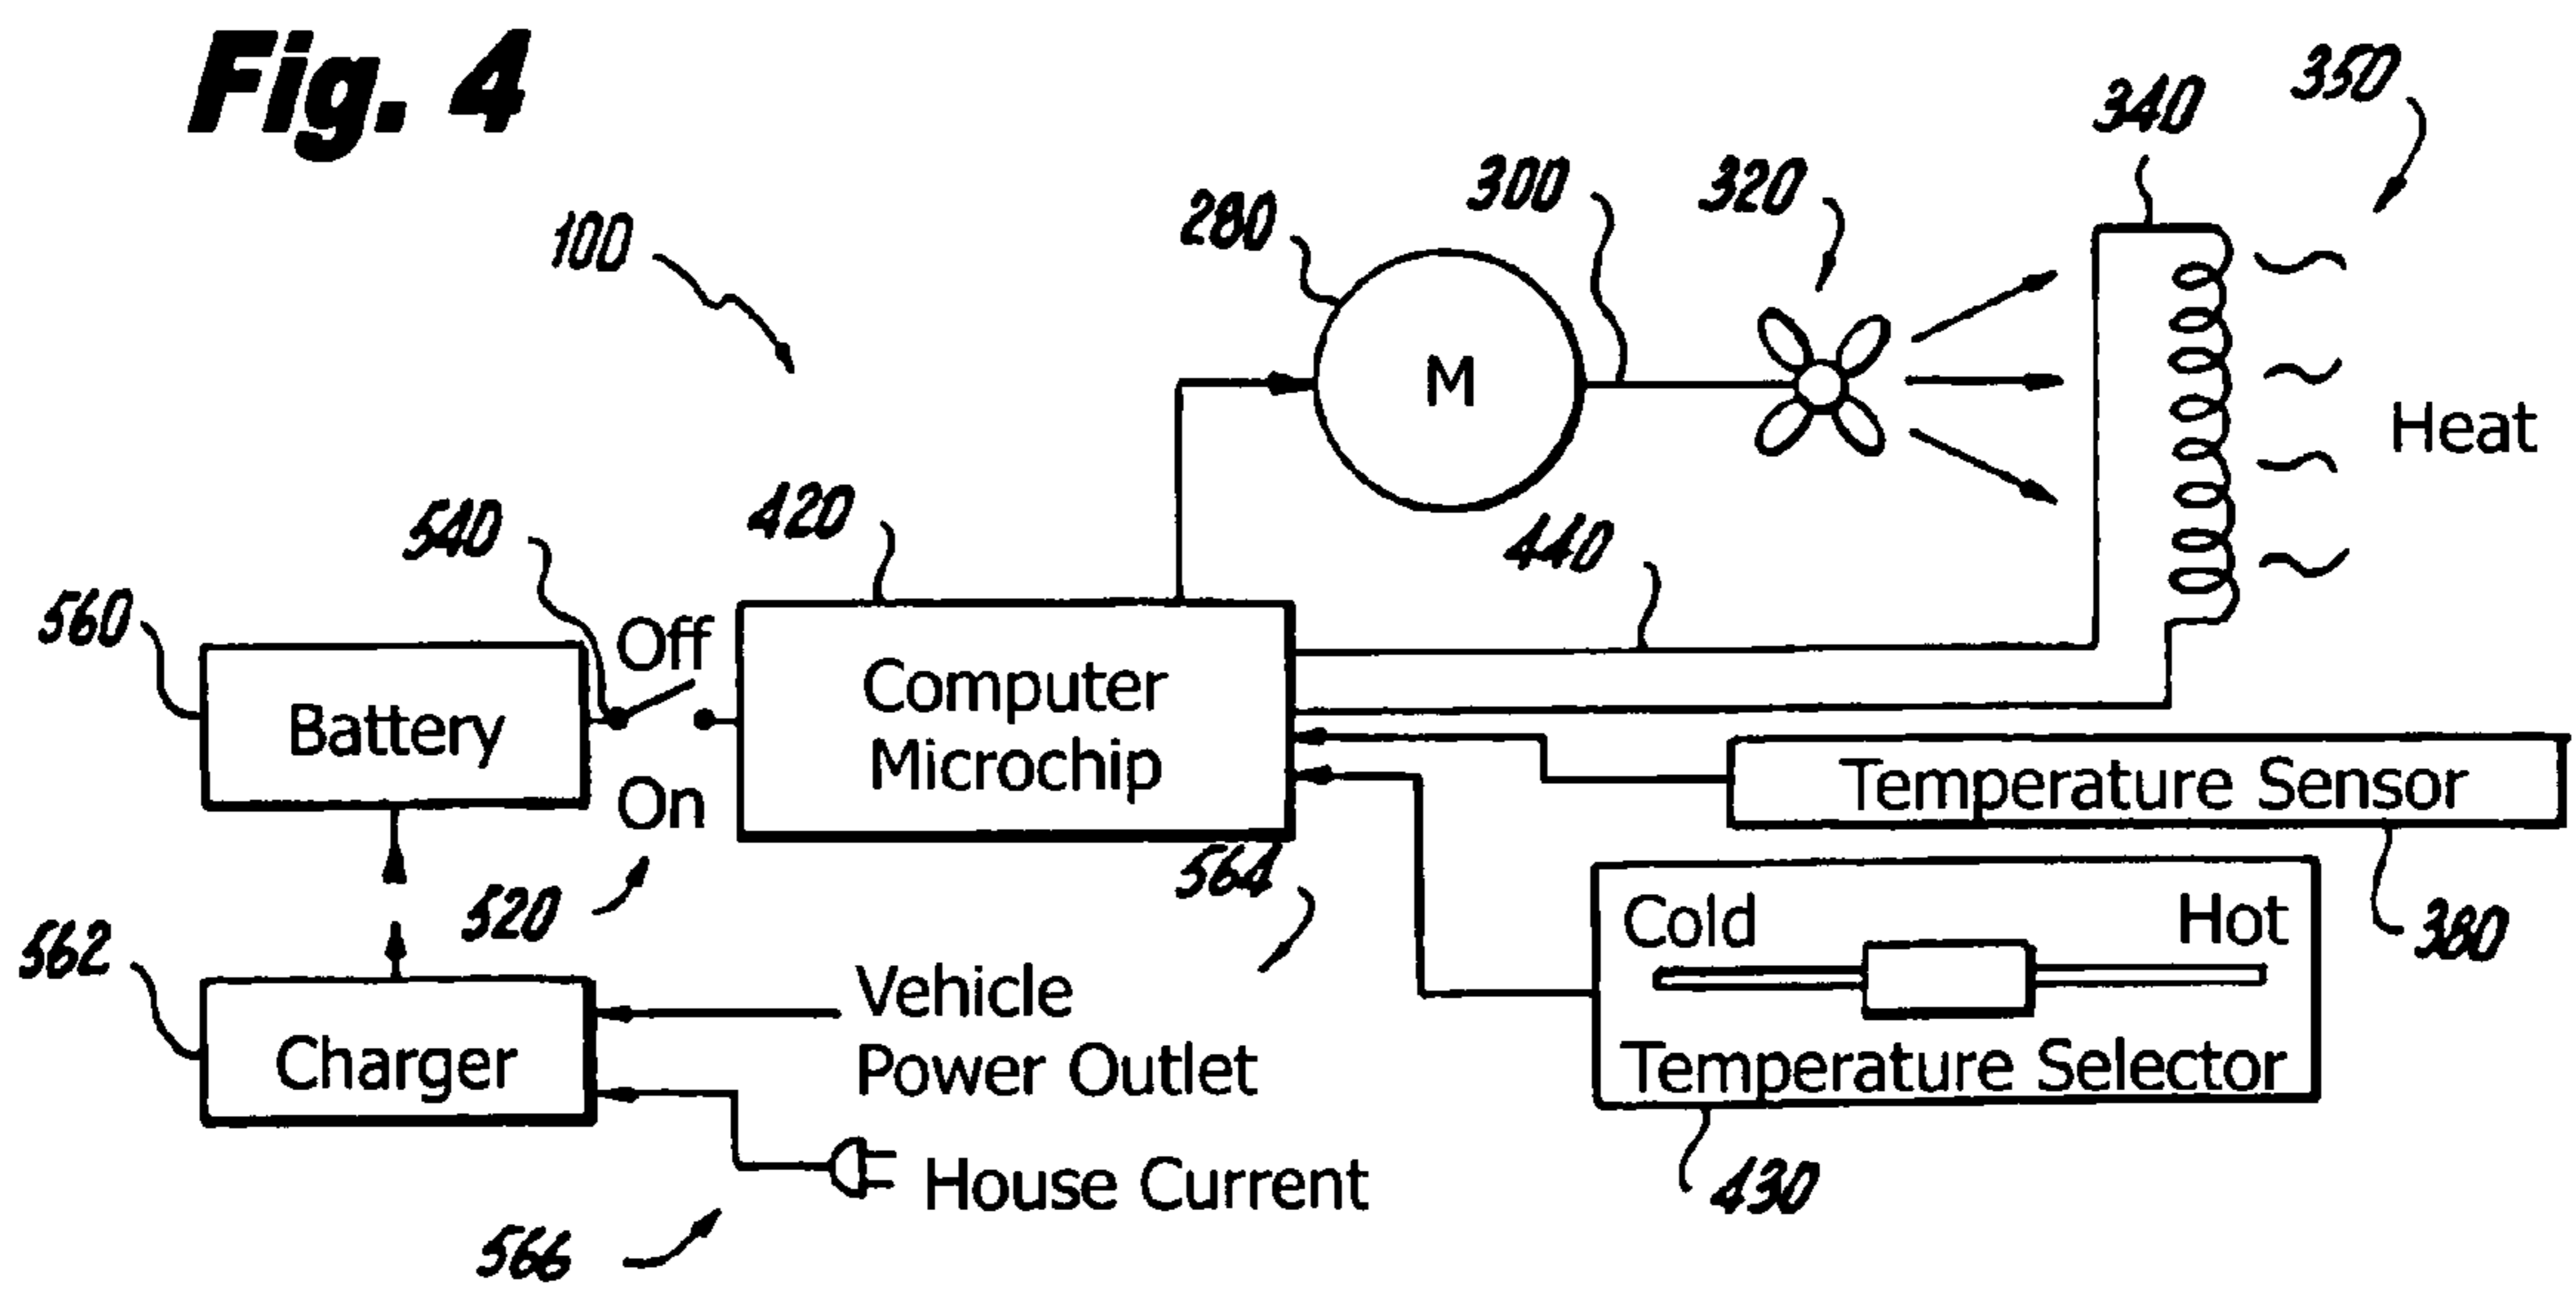 Fig. 4
350
340
320
300
280
100
M
Heat
420
540
440
560
Off
Computer
Microchip
Battery
On
Temperature Sensor
564
520
Cold
Hot
380
562
Vehicle
Power Outlet
Charger
Temperature Selector
House Current
430
566